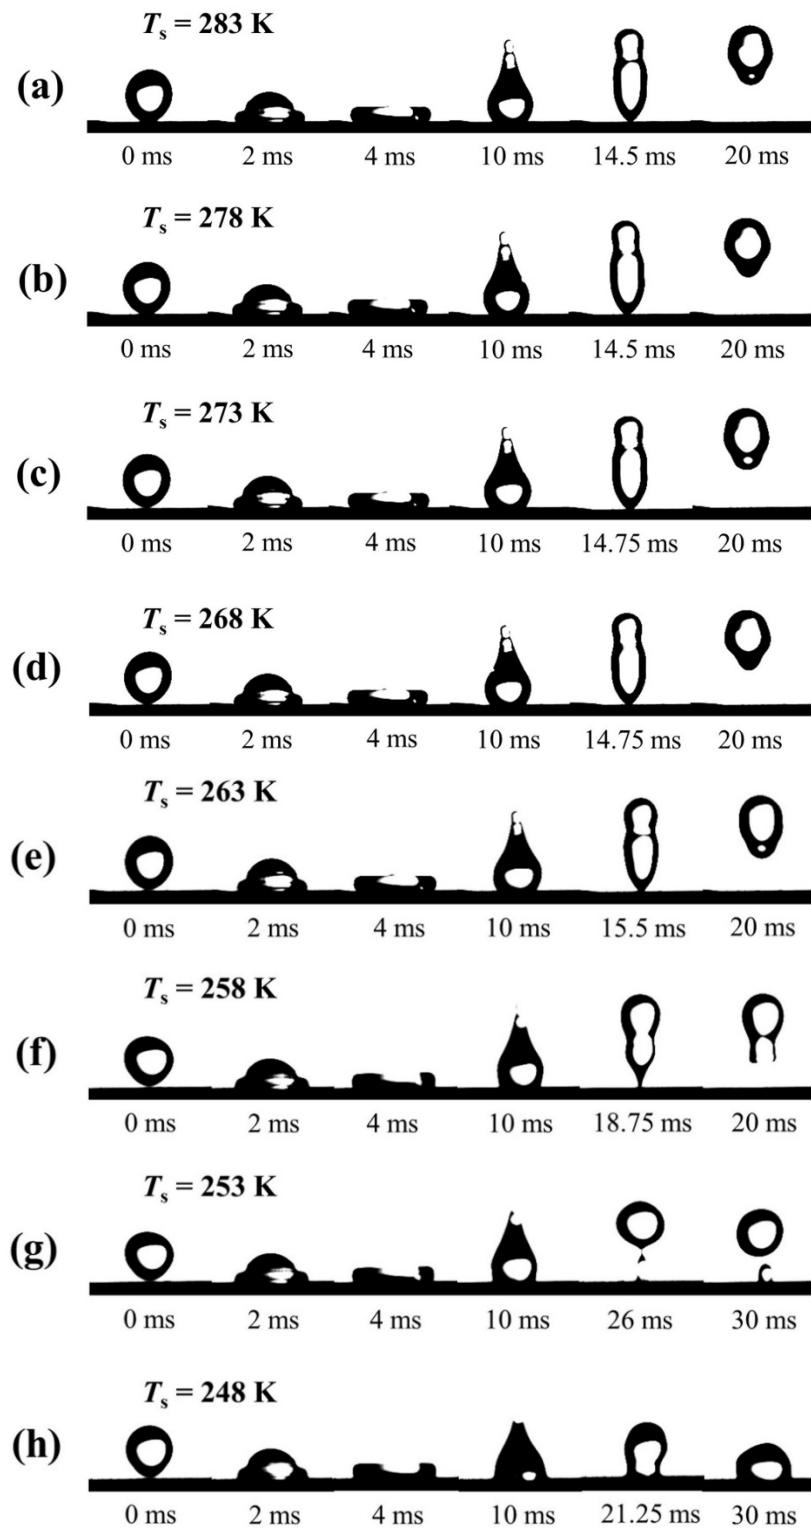 T_s = 283 K
(a)
0 ms 2 ms 4 ms 10 ms 14.5 ms 20 ms
T_s = 278 K
(b)
0 ms 2 ms 4 ms 10 ms 14.5 ms 20 ms
T_s = 273 K
(c)
0 ms 2 ms 4 ms 10 ms 14.75 ms 20 ms
T_s = 268 K
(d)
0 ms 2 ms 4 ms 10 ms 14.75 ms 20 ms
T_s = 263 K
(e)
0 ms 2 ms 4 ms 10 ms 15.5 ms 20 ms
T_s = 258 K
(f)
0 ms 2 ms 4 ms 10 ms 18.75 ms 20 ms
T_s = 253 K
(g)
0 ms 2 ms 4 ms 10 ms 26 ms 30 ms
T_s = 248 K
(h)
0 ms 2 ms 4 ms 10 ms 21.25 ms 30 ms